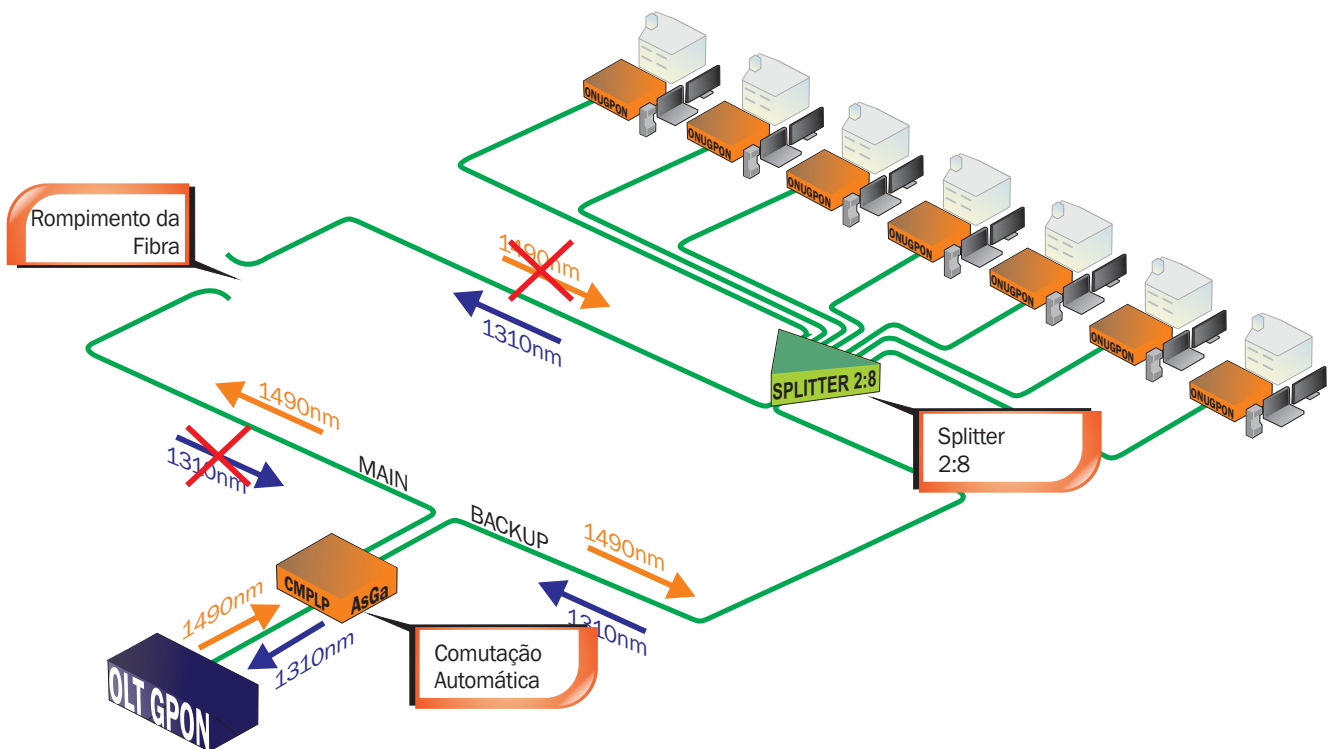 ONUGPON
ONUGPON
ONUGPON
ONUGPON
ONUGPON
ONUGPON
ONUGPON
Rompimento da
Fibra
1490nm
1310nm
SPLITTER 2:8
Splitter
2:8
1490nm
1310nm
MAIN
BACKUP
1490nm
1310nm
CMPLP
AsGa
1490nm
1310nm
Comutação
Automática
OLT GPON